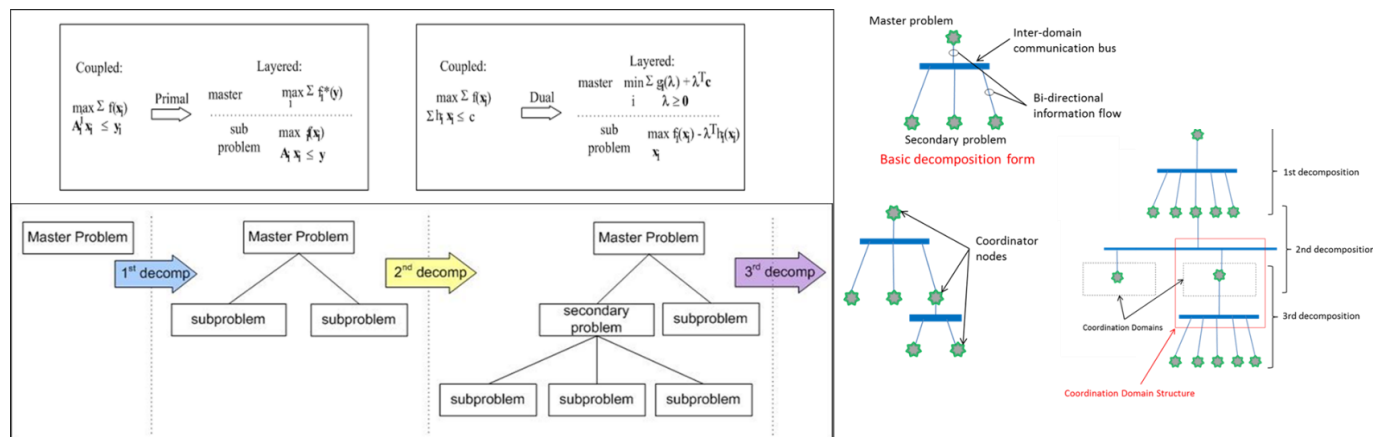 Coupled:
max Σ f(xᵢ)
Aᵢᵀxᵢ ≤ yᵢ
Primal
Layered:
master
max Σ fᵢ*(y)
i
sub
problem
max fᵢ(xᵢ)
Aᵢ xᵢ ≤ y
Coupled:
max Σ f(xᵢ)
Σhᵢ xᵢ ≤ c
Dual
Layered:
master min Σ gᵢ(λ) + λᵀc
i λ ≥ 0
sub
problem
max fᵢ(xᵢ) - λᵀhᵢ(xᵢ)
xᵢ
Master Problem
1st decomp
Master Problem
subproblem
subproblem
2nd decomp
Master Problem
secondary
problem
subproblem
subproblem
subproblem
subproblem
3rd decomp
Master problem
Inter-domain
communication bus
Bi-directional
information flow
Secondary problem
Basic decomposition form
Coordinator
nodes
1st decomposition
2nd decomposition
3rd decomposition
Coordination Domains
Coordination Domain Structure